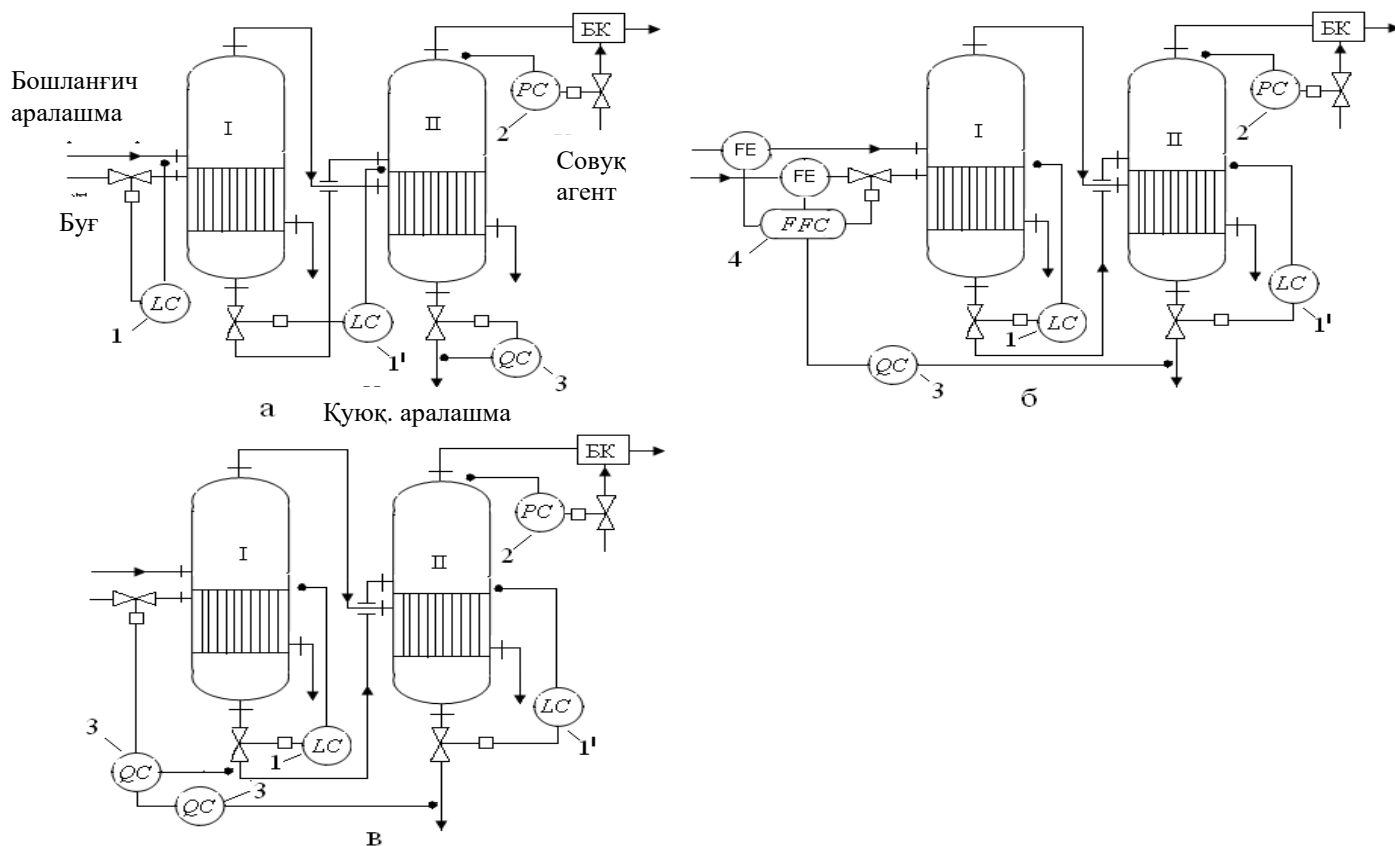 БК
Бошланғич
аралашма
I
II
PC
2
Совуқ
агент
Буғ
LC
1
LC
1'
QC
3
а
Қуюқ. аралашма
БК
I
II
PC
2
FE
FE
FFC
4
LC
1
LC
1'
QC
3
б
БК
I
II
PC
2
LC
1
LC
1'
3
QC
QC
3
в